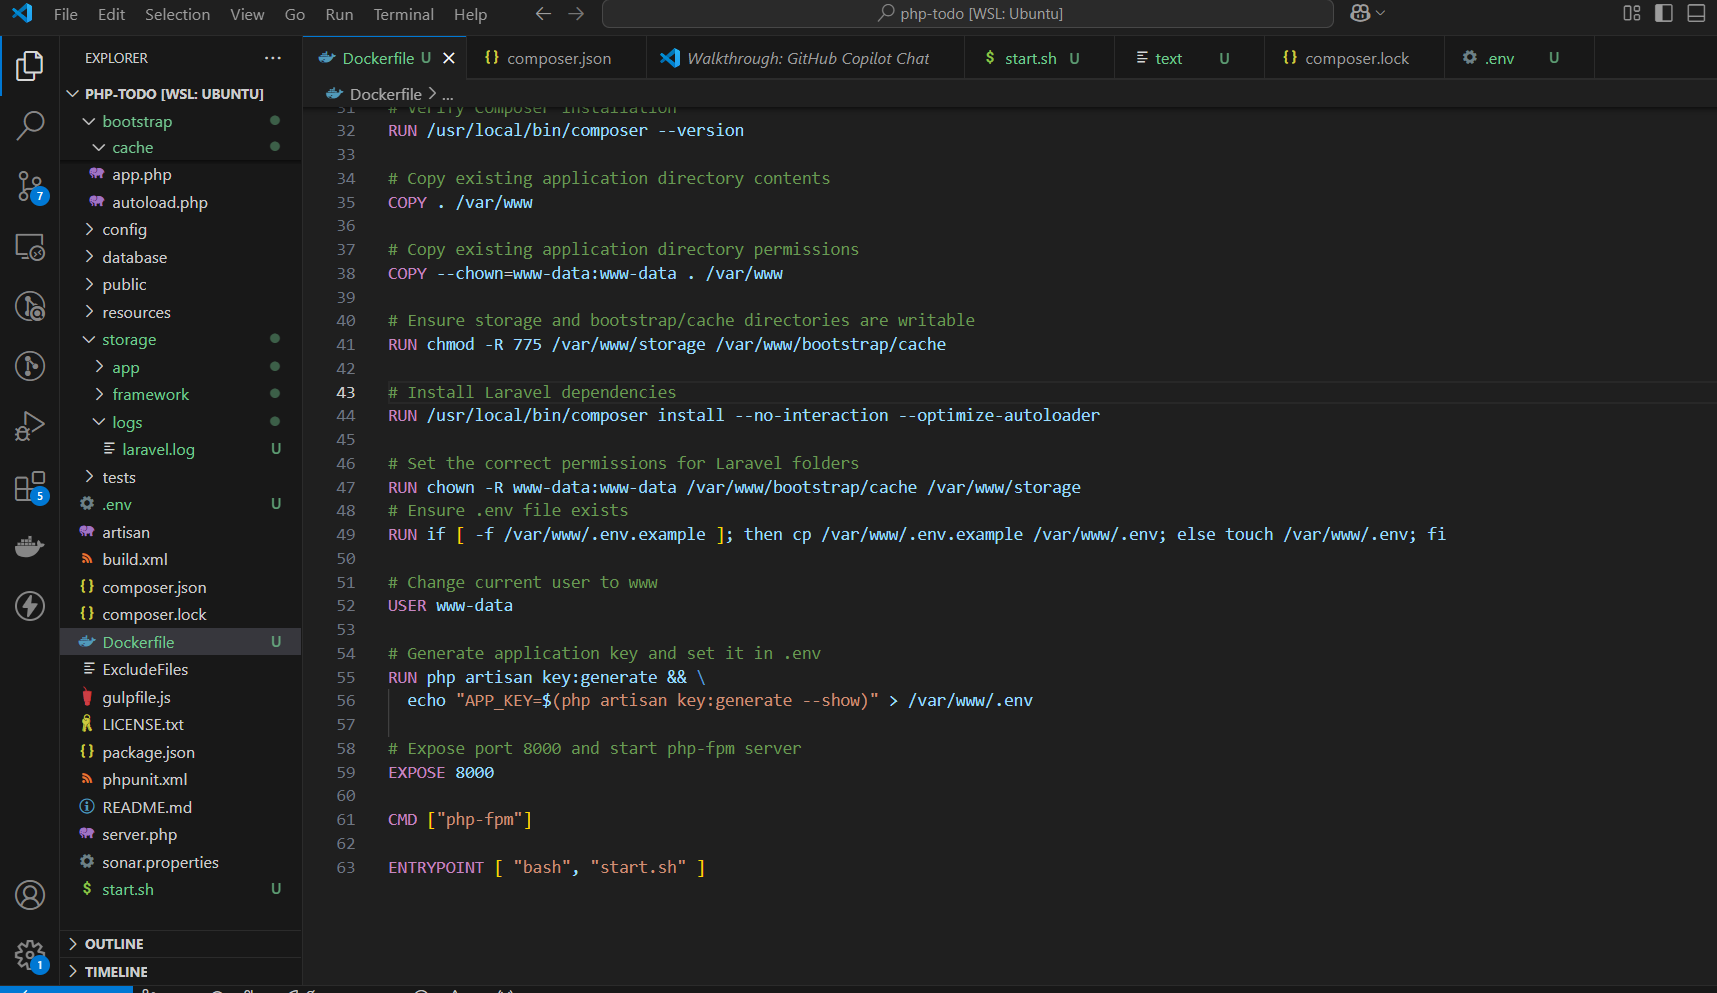 File Edit Selection View Go Run Terminal Help
php-todo [WSL: Ubuntu]
EXPLORER
Dockerfile U
composer.json
Walkthrough: GitHub Copilot Chat
start.sh U
text U
composer.lock
.env U
PHP-TODO [WSL: UBUNTU]
bootstrap
cache
app.php
autoload.php
config
database
public
resources
storage
app
framework
logs
laravel.log U
tests
.env U
artisan
build.xml
composer.json
composer.lock
Dockerfile U
ExcludeFiles
gulpfile.js
LICENSE.txt
package.json
phpunit.xml
README.md
server.php
sonar.properties
start.sh U
OUTLINE
TIMELINE
7
5
1
Dockerfile > ...
31 # Verify Composer installation
32 RUN /usr/local/bin/composer --version
33
34 # Copy existing application directory contents
35 COPY . /var/www
36
37 # Copy existing application directory permissions
38 COPY --chown=www-data:www-data . /var/www
39
40 # Ensure storage and bootstrap/cache directories are writable
41 RUN chmod -R 775 /var/www/storage /var/www/bootstrap/cache
42
43 # Install Laravel dependencies
44 RUN /usr/local/bin/composer install --no-interaction --optimize-autoloader
45
46 # Set the correct permissions for Laravel folders
47 RUN chown -R www-data:www-data /var/www/bootstrap/cache /var/www/storage
48 # Ensure .env file exists
49 RUN if [ -f /var/www/.env.example ]; then cp /var/www/.env.example /var/www/.env; else touch /var/www/.env; fi
50
51 # Change current user to www
52 USER www-data
53
54 # Generate application key and set it in .env
55 RUN php artisan key:generate && \
56 echo "APP_KEY=$(php artisan key:generate --show)" > /var/www/.env
57
58 # Expose port 8000 and start php-fpm server
59 EXPOSE 8000
60
61 CMD ["php-fpm"]
62
63 ENTRYPOINT [ "bash", "start.sh" ]